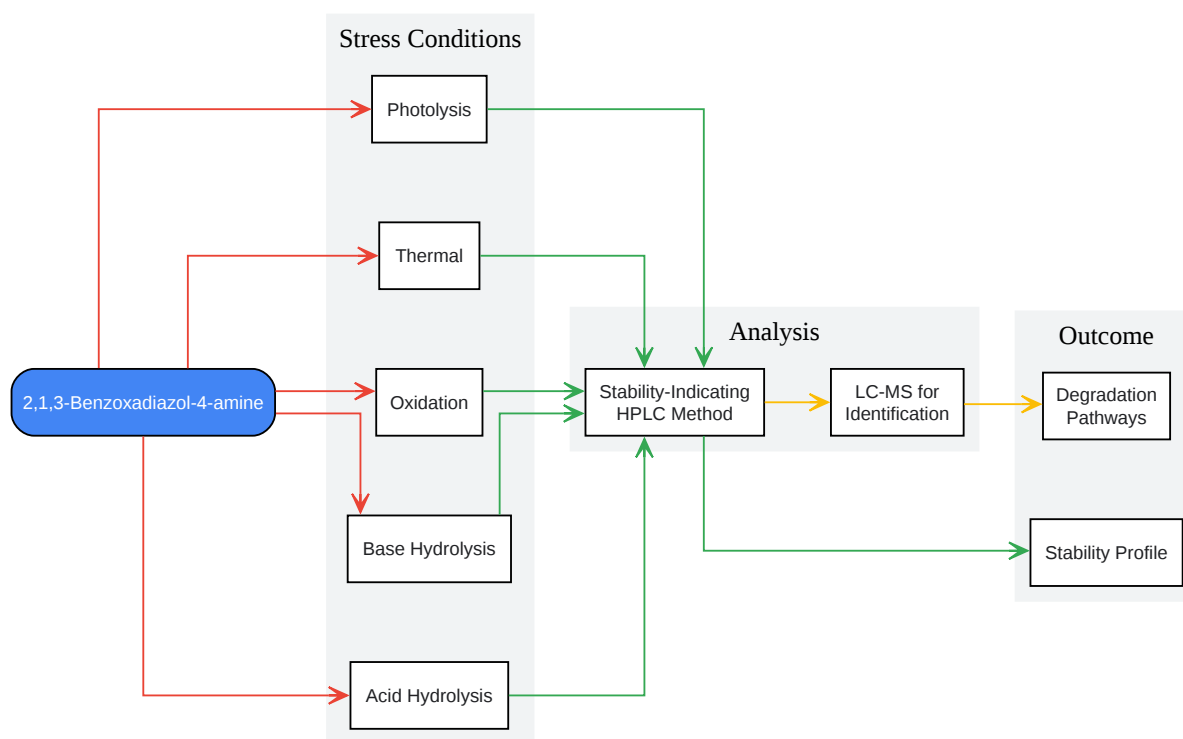 Stress Conditions
Photolysis
Thermal
Analysis
Outcome
2,1,3-Benzoxadiazol-4-amine
Oxidation
Stability-Indicating
HPLC Method
LC-MS for
Identification
Degradation
Pathways
Base Hydrolysis
Stability Profile
Acid Hydrolysis